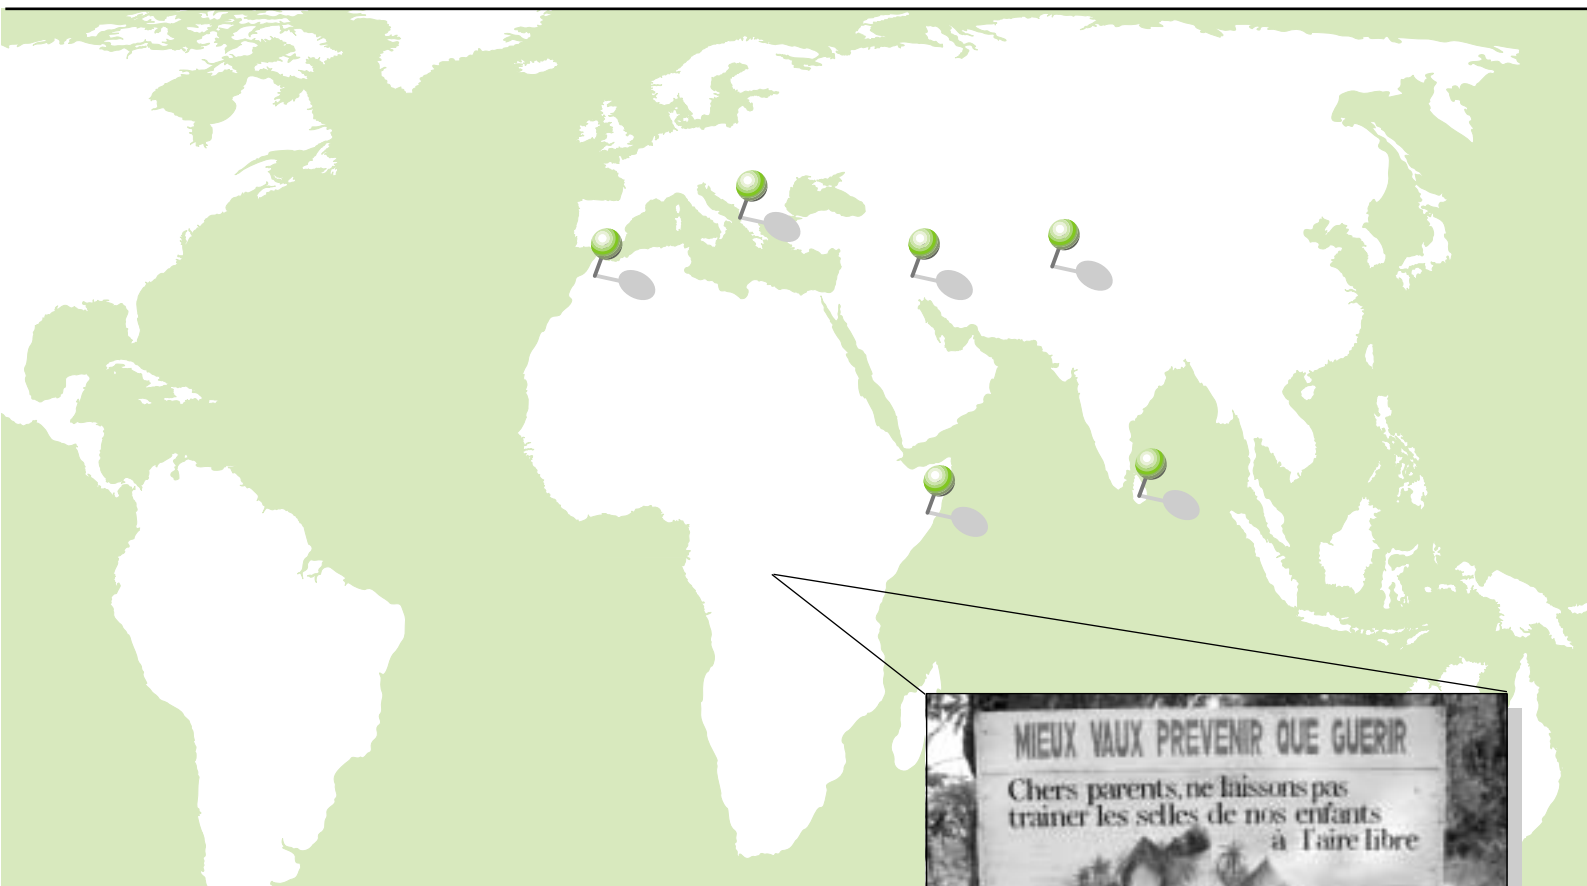 MIEUX VAUX PREVENIR QUE GUERIR
Chers parents, ne laissons pas
trainer les selles de nos enfants
à l'aire libre